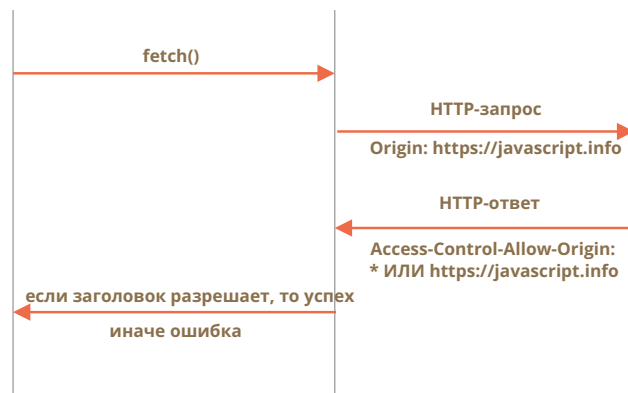 fetch()
HTTP-запрос
Origin: https://javascript.info
HTTP-ответ
Access-Control-Allow-Origin:
* ИЛИ https://javascript.info
если заголовок разрешает, то успех
иначе ошибка